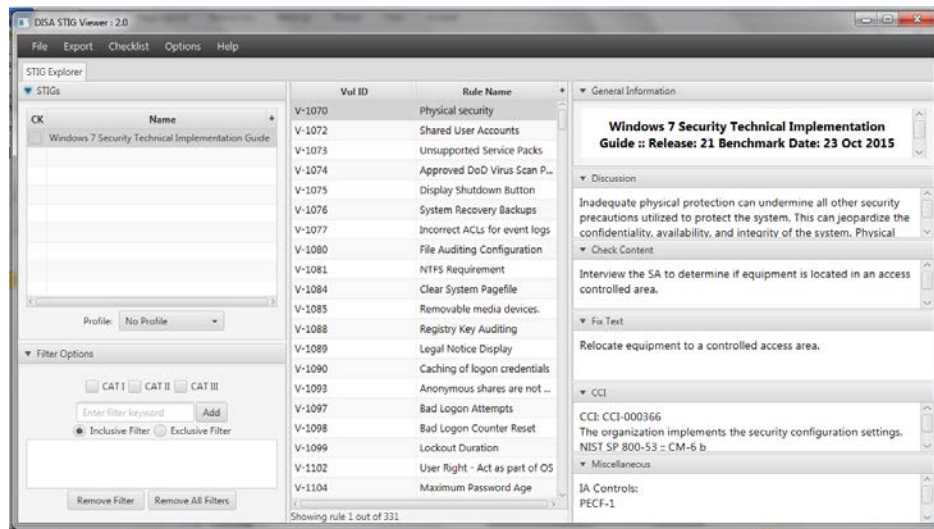 DISA STIG Viewer : 2.0
File Export Checklist Options Help
STIG Explorer
STIGs
CK Name +
Windows 7 Security Technical Implementation Guide
Profile: No Profile
Filter Options
CAT I CAT II CAT III
Enter filter keyword Add
Inclusive Filter Exclusive Filter
Remove Filter Remove All Filters
Vul ID Rule Name +
V-1070 Physical security
V-1072 Shared User Accounts
V-1073 Unsupported Service Packs
V-1074 Approved DoD Virus Scan P...
V-1075 Display Shutdown Button
V-1076 System Recovery Backups
V-1077 Incorrect ACLs for event logs
V-1080 File Auditing Configuration
V-1081 NTFS Requirement
V-1084 Clear System Pagefile
V-1085 Removable media devices.
V-1088 Registry Key Auditing
V-1089 Legal Notice Display
V-1090 Caching of logon credentials
V-1093 Anonymous shares are not ...
V-1097 Bad Logon Attempts
V-1098 Bad Logon Counter Reset
V-1099 Lockout Duration
V-1102 User Right - Act as part of OS
V-1104 Maximum Password Age
Showing rule 1 out of 331
General Information
Windows 7 Security Technical Implementation
Guide :: Release: 21 Benchmark Date: 23 Oct 2015
Discussion
Inadequate physical protection can undermine all other security
precautions utilized to protect the system. This can jeopardize the
confidentiality, availability, and integrity of the system. Physical
Check Content
Interview the SA to determine if equipment is located in an access
controlled area.
Fix Text
Relocate equipment to a controlled access area.
CCI
CCI: CCI-000366
The organization implements the security configuration settings.
NIST SP 800-53 :: CM-6 b
Miscellaneous
IA Controls:
PECF-1